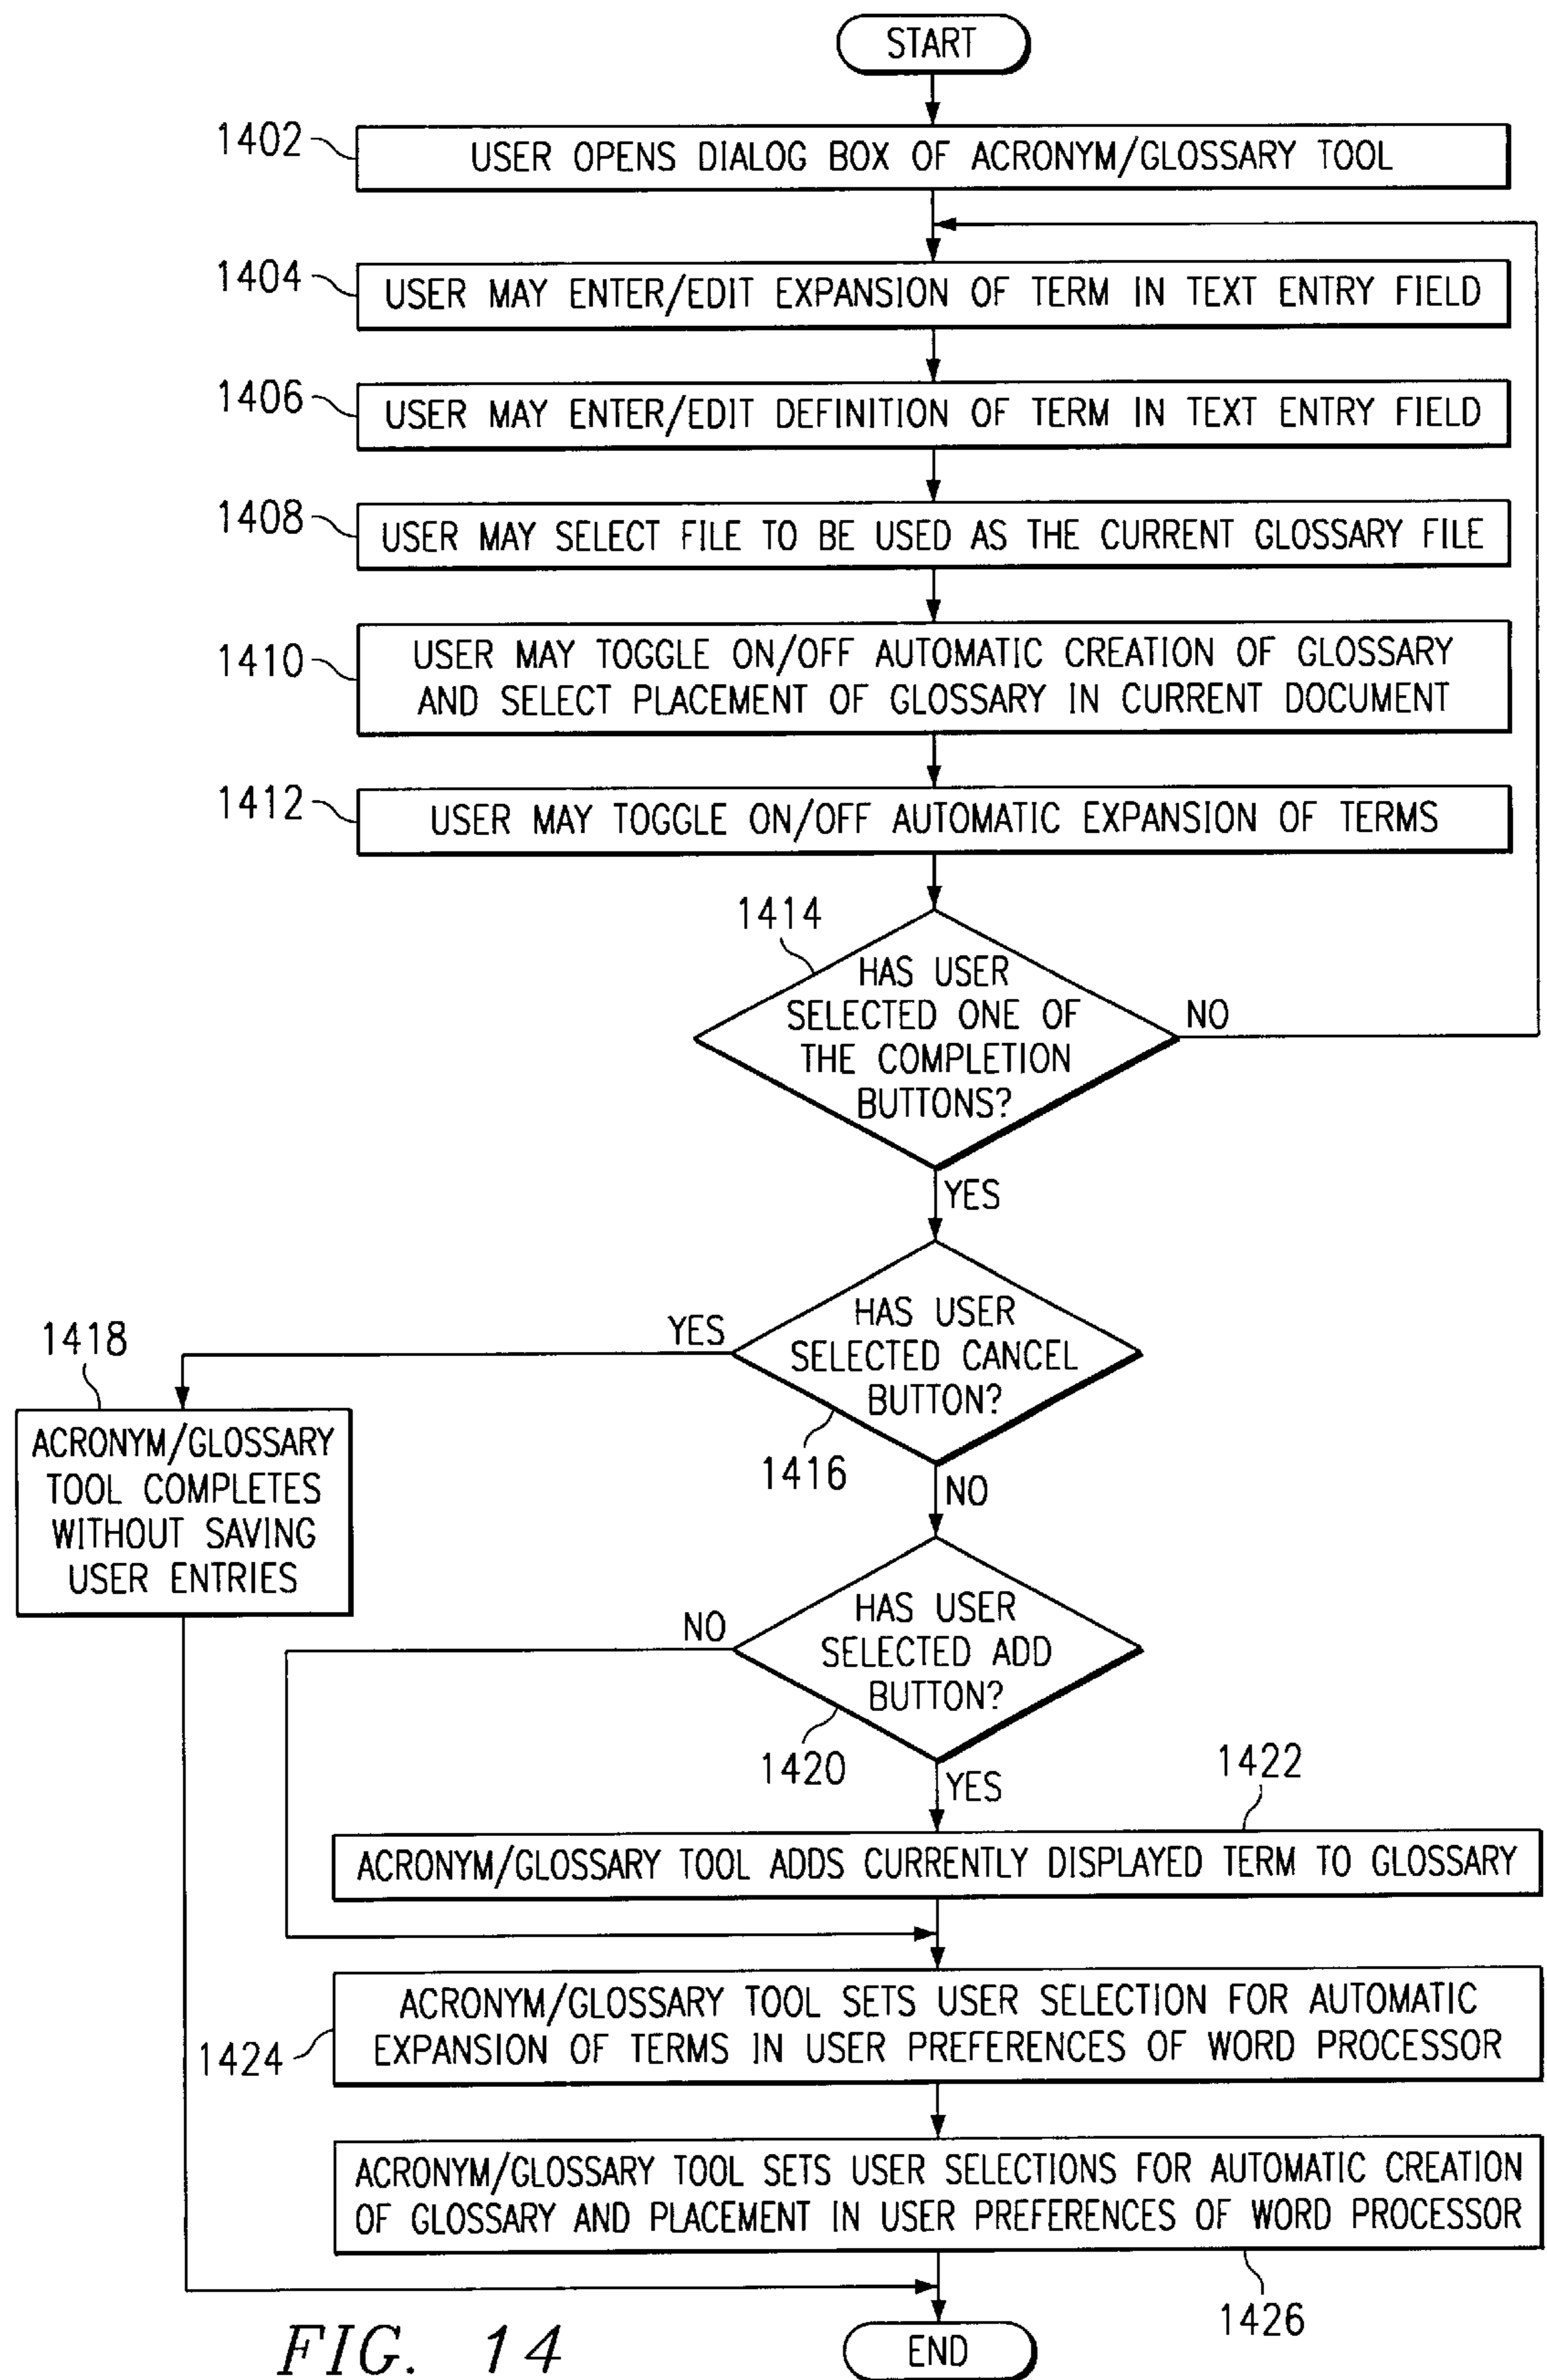 START
1402
USER OPENS DIALOG BOX OF ACRONYM/GLOSSARY TOOL
1404
USER MAY ENTER/EDIT EXPANSION OF TERM IN TEXT ENTRY FIELD
1406
USER MAY ENTER/EDIT DEFINITION OF TERM IN TEXT ENTRY FIELD
1408
USER MAY SELECT FILE TO BE USED AS THE CURRENT GLOSSARY FILE
1410
USER MAY TOGGLE ON/OFF AUTOMATIC CREATION OF GLOSSARY
AND SELECT PLACEMENT OF GLOSSARY IN CURRENT DOCUMENT
1412
USER MAY TOGGLE ON/OFF AUTOMATIC EXPANSION OF TERMS
1414
HAS USER
SELECTED ONE OF
THE COMPLETION
BUTTONS?
NO
YES
HAS USER
SELECTED CANCEL
BUTTON?
1416
YES
1418
ACRONYM/GLOSSARY
TOOL COMPLETES
WITHOUT SAVING
USER ENTRIES
NO
HAS USER
SELECTED ADD
BUTTON?
1420
NO
YES
1422
ACRONYM/GLOSSARY TOOL ADDS CURRENTLY DISPLAYED TERM TO GLOSSARY
1424
ACRONYM/GLOSSARY TOOL SETS USER SELECTION FOR AUTOMATIC
EXPANSION OF TERMS IN USER PREFERENCES OF WORD PROCESSOR
ACRONYM/GLOSSARY TOOL SETS USER SELECTIONS FOR AUTOMATIC CREATION
OF GLOSSARY AND PLACEMENT IN USER PREFERENCES OF WORD PROCESSOR
1426
END
FIG. 14